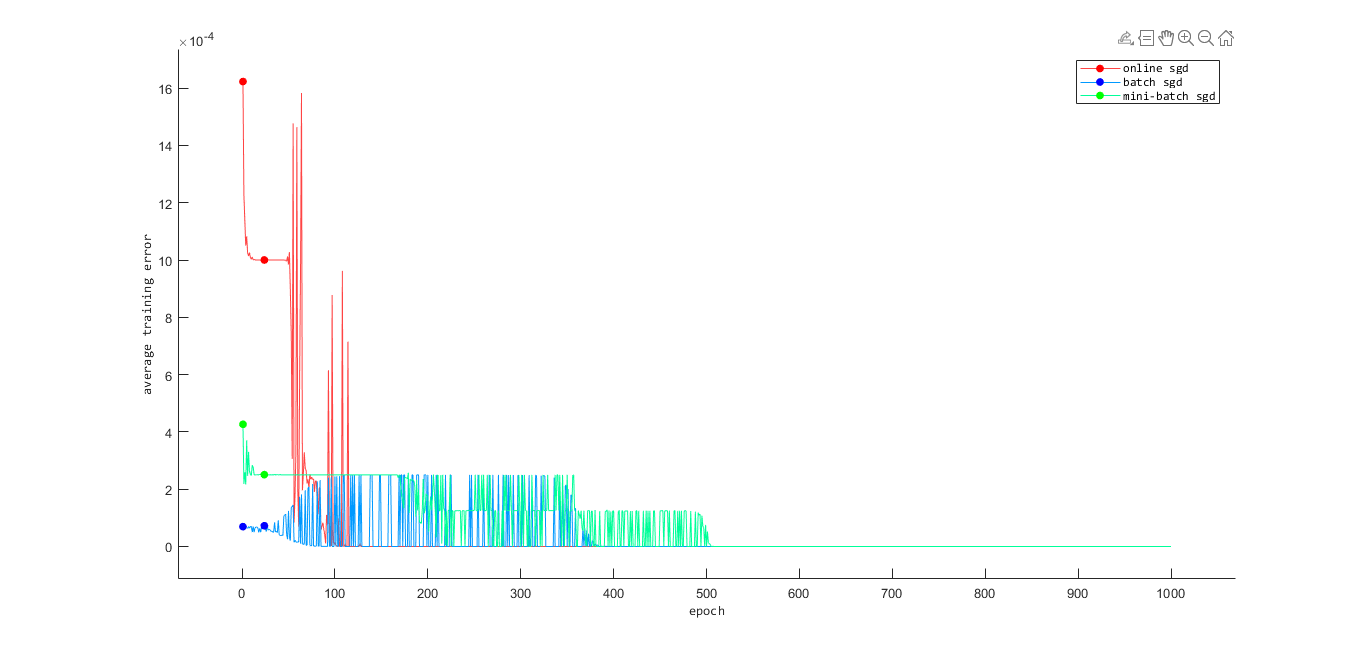 ×10-4
online sgd
batch sgd
mini-batch sgd
16
14
12
10
8
6
4
2
0
average training error
0 100 200 300 400 500 600 700 800 900 1000
epoch